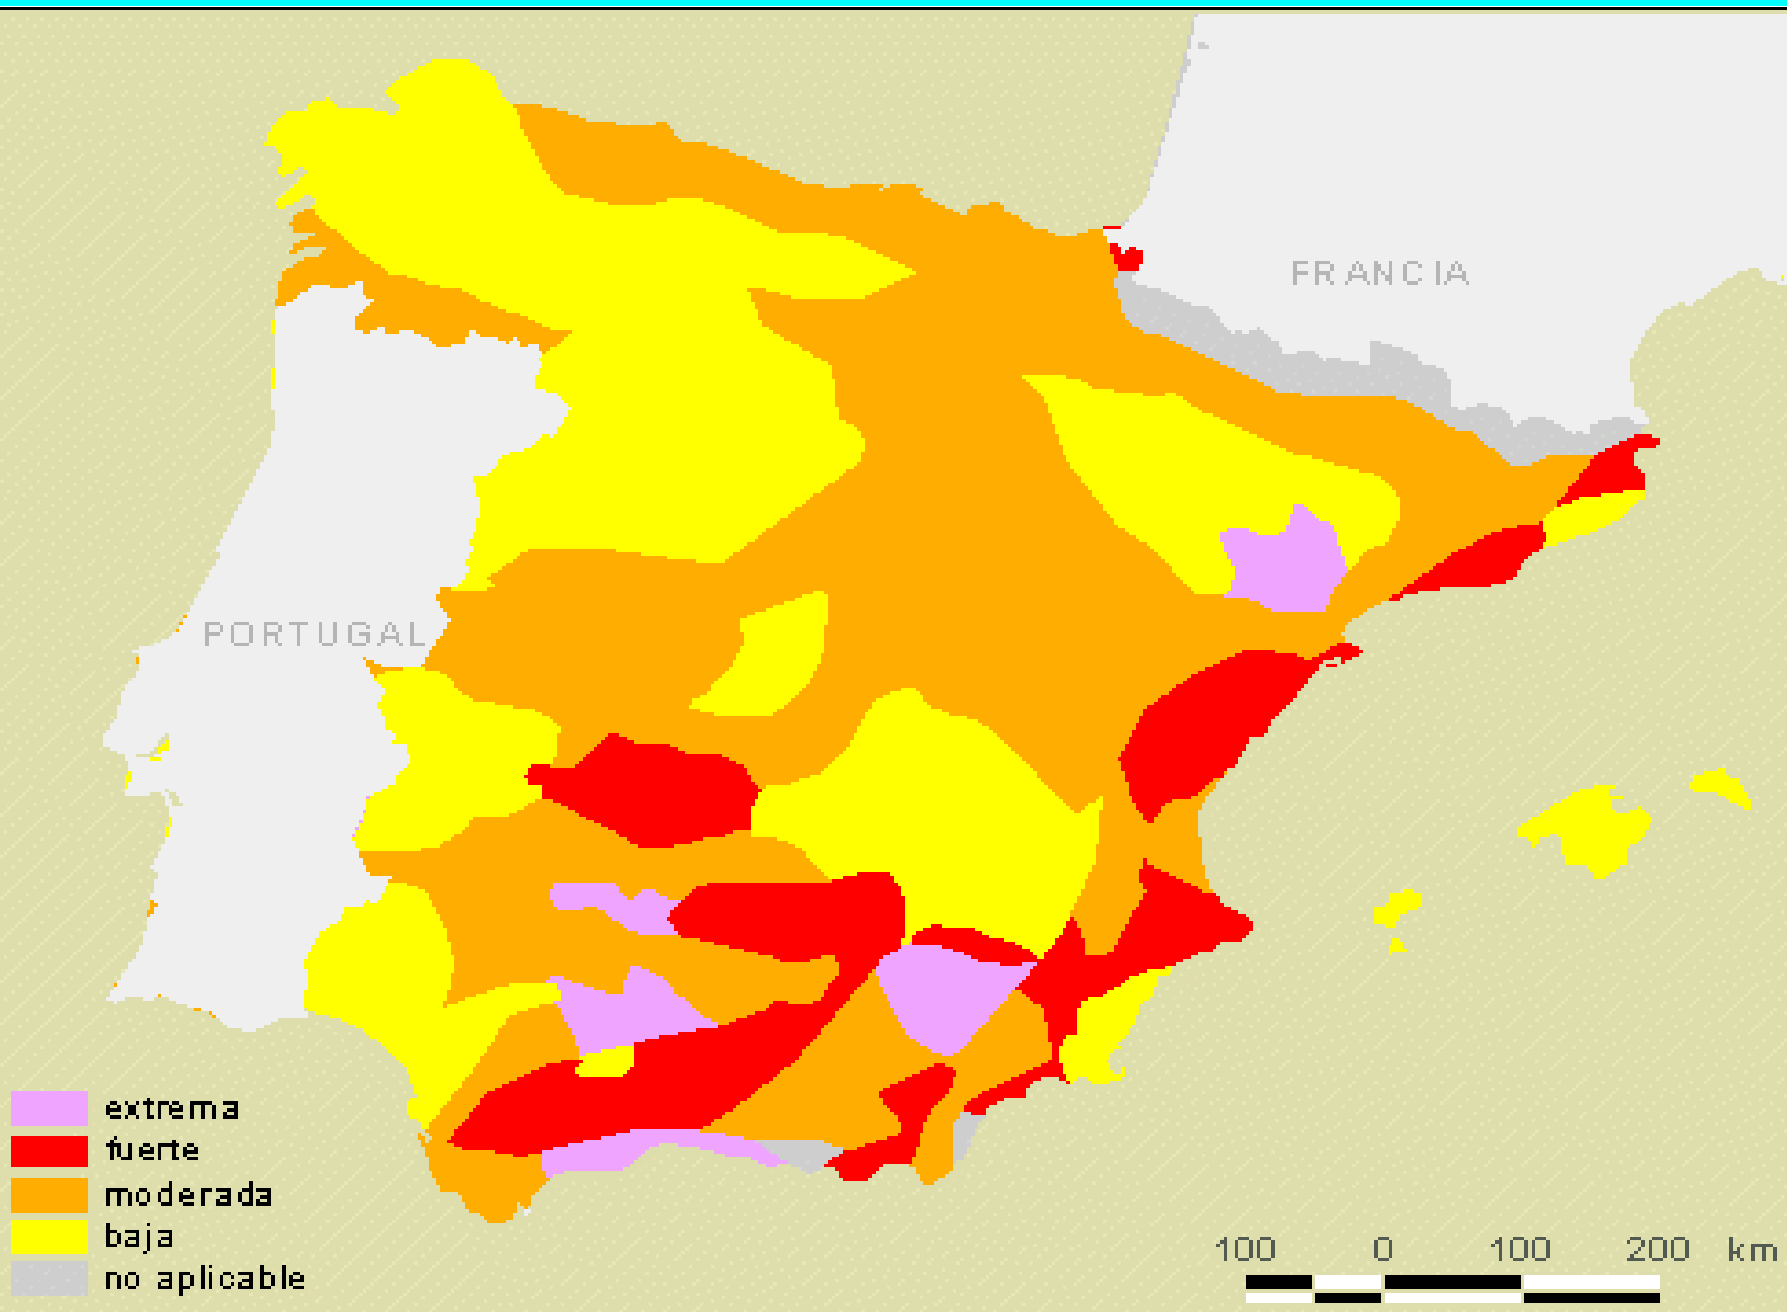 FRANCIA
PORTUGAL
extrema
fuerte
moderada
baja
no aplicable
100 0 100 200 km